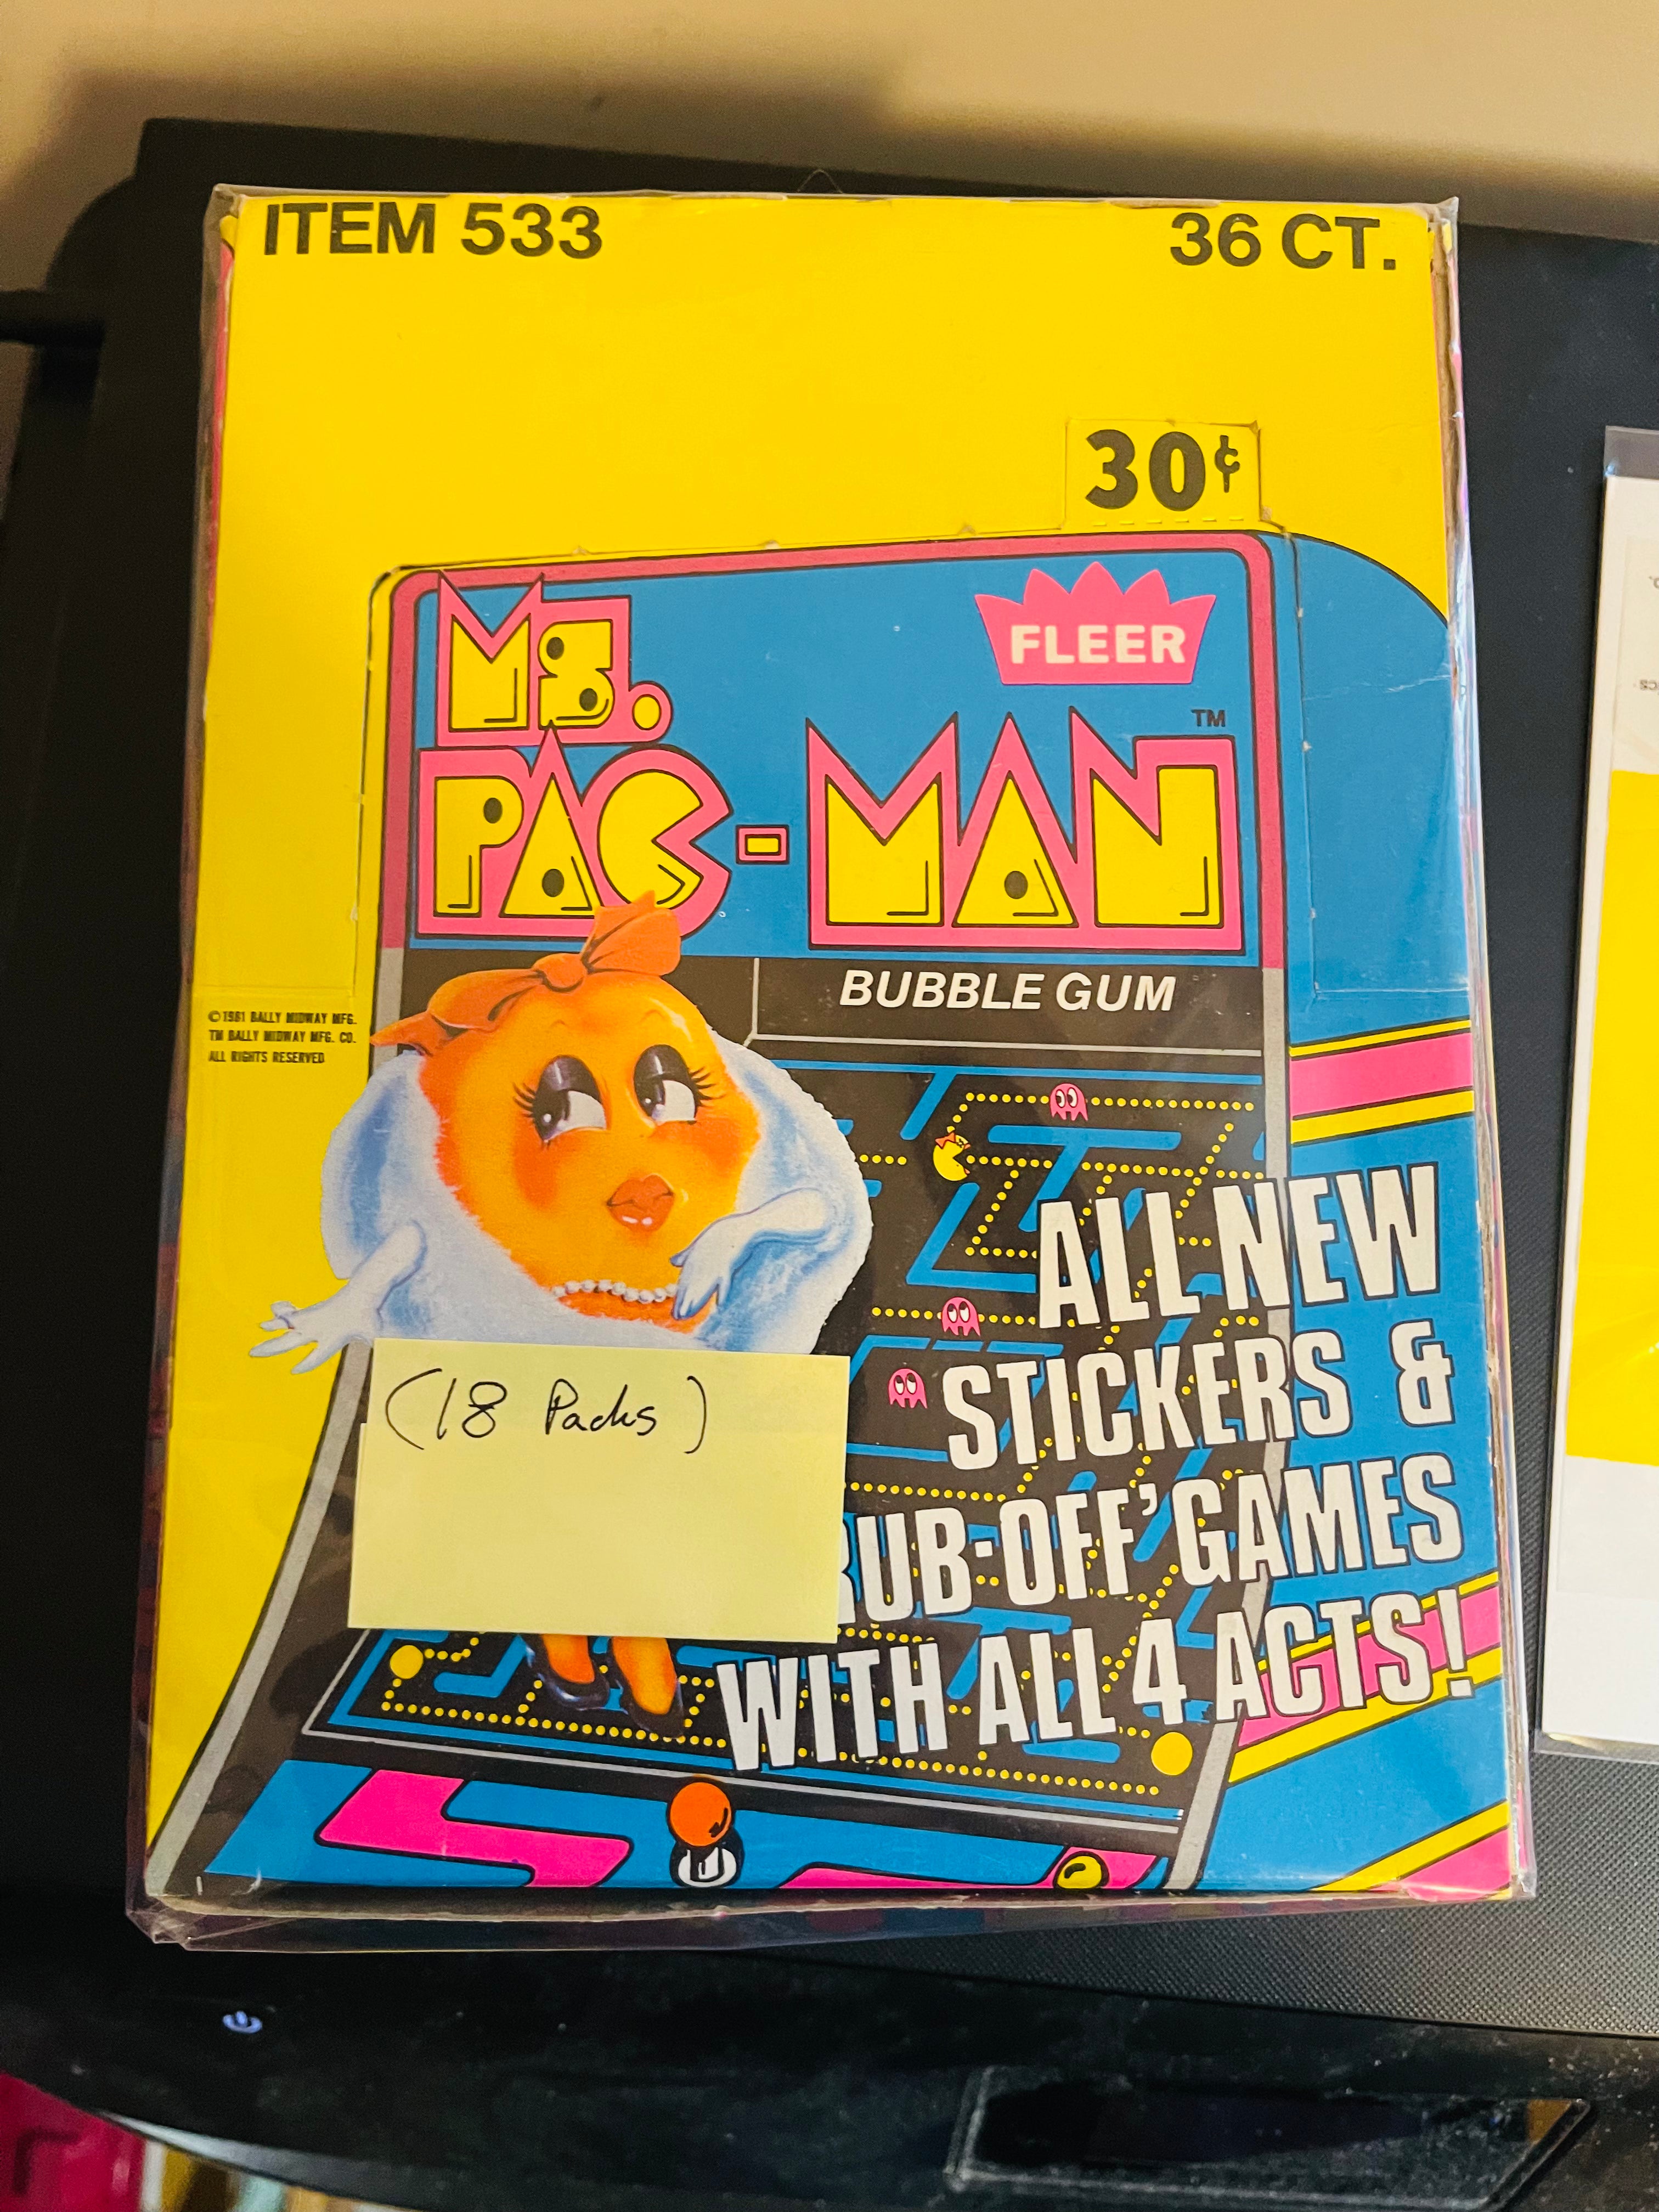 ITEM 533 36 CT.
30¢
Ms.
FLEER
PAC-MAN TM
BUBBLE GUM
©1981 BALLY MIDWAY MFG.
TM BALLY MIDWAY MFG. CO.
ALL RIGHTS RESERVED
ALL NEW
STICKERS &
(18 Packs)
RUB-OFF' GAMES
WITH ALL 4 ACTS!